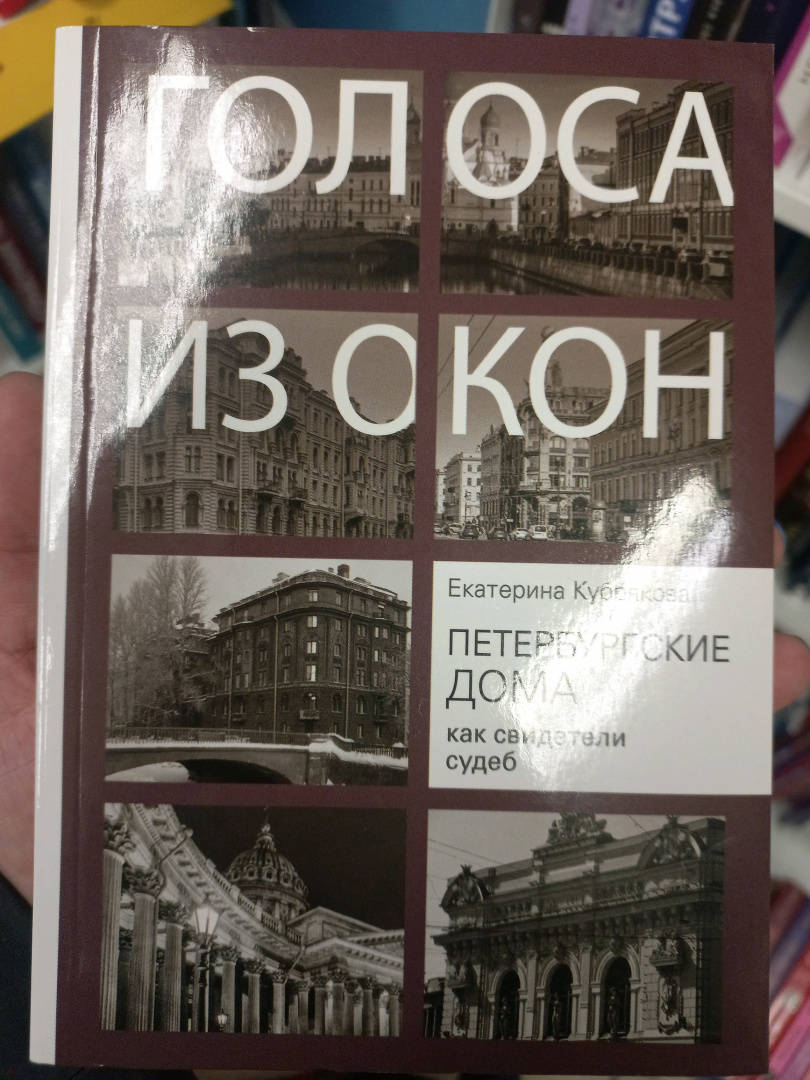 ГОЛОСА
ИЗ ОКОН
Екатерина Кубрякова
ПЕТЕРБУРГСКИЕ
ДОМА
как свидетели
судеб